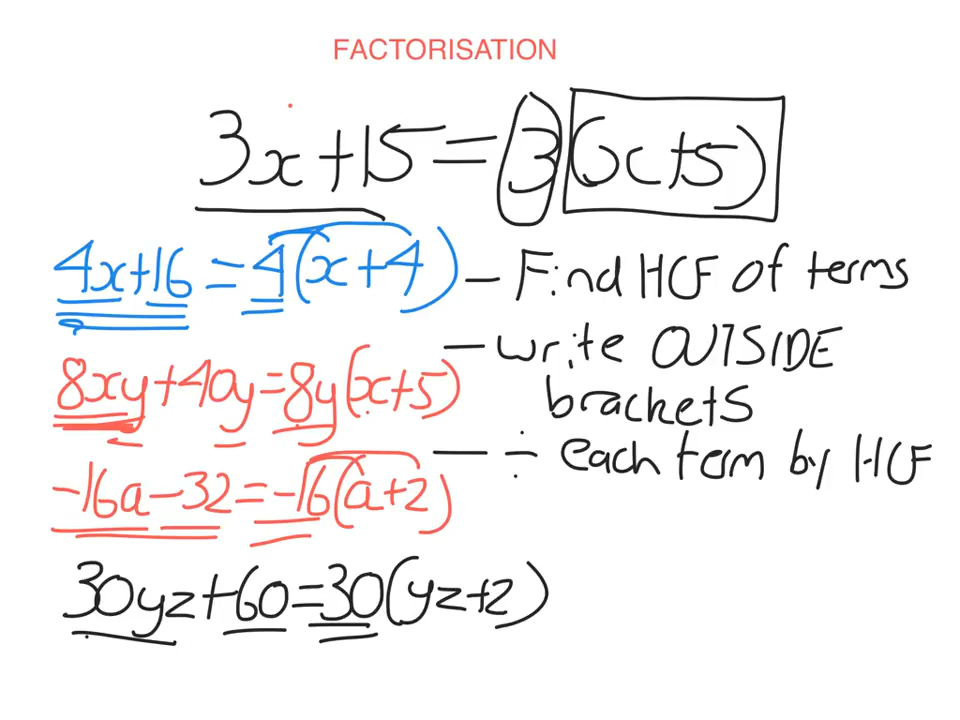 FACTORISATION
3x+15=3(x+5)
4x+16=4(x+4)
- Find HCF of terms
- write OUTSIDE
brackets
8xy+40y=8y(x+5)
- ÷ each term by HCF
-16a-32=-16(a+2)
30yz+60=30(yz+2)